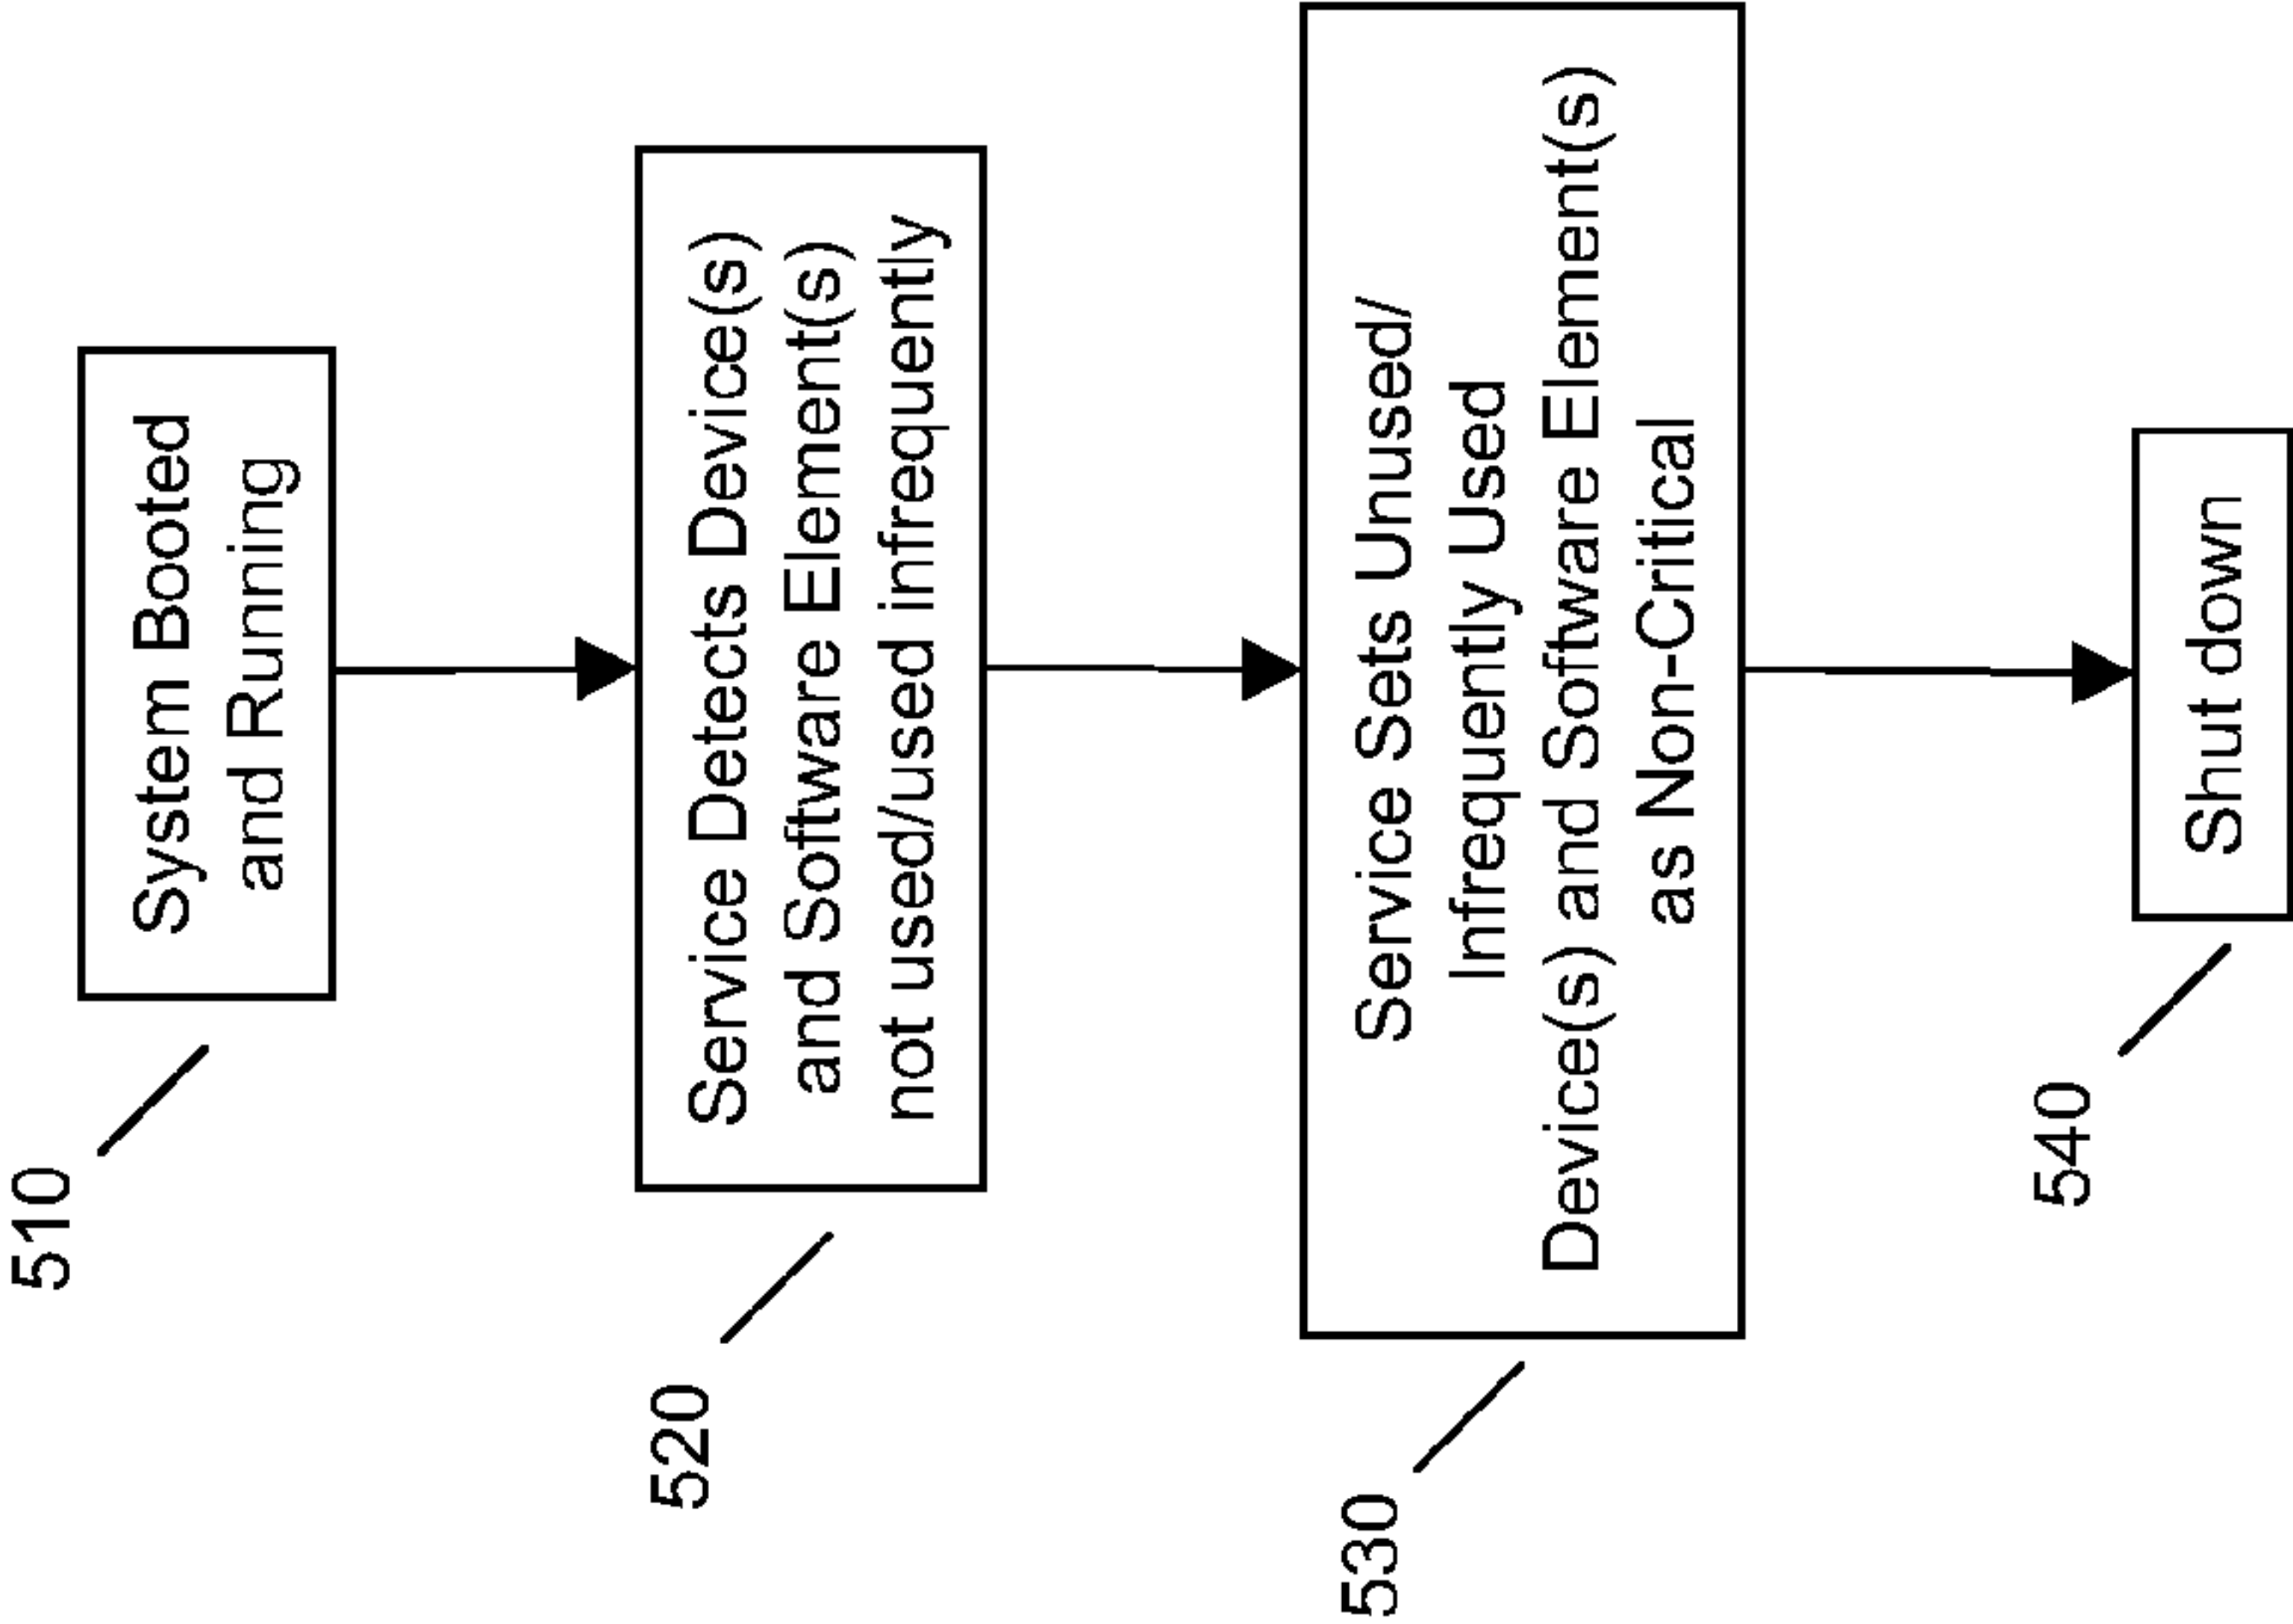 510
System Booted
and Running
520
Service Detects Device(s)
and Software Element(s)
not used/used infrequently
530
Service Sets Unused/
Infrequently Used
Device(s) and Software Element(s)
as Non-Critical
540
Shut down